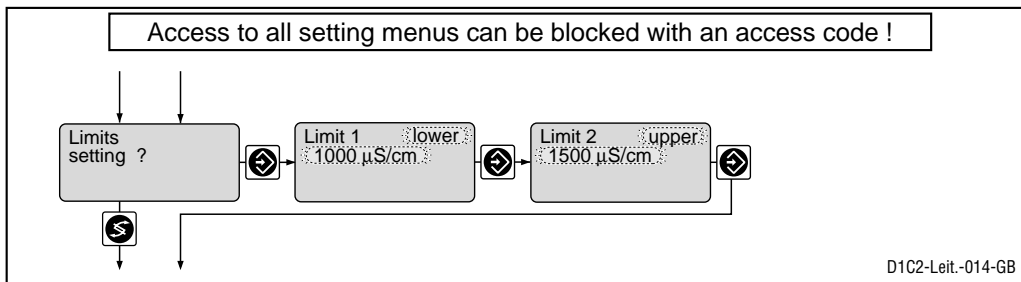 Access to all setting menus can be blocked with an access code !
Limits
setting ?
Limit 1 lower
1000 µS/cm
Limit 2 upper
1500 µS/cm
D1C2-Leit.-014-GB